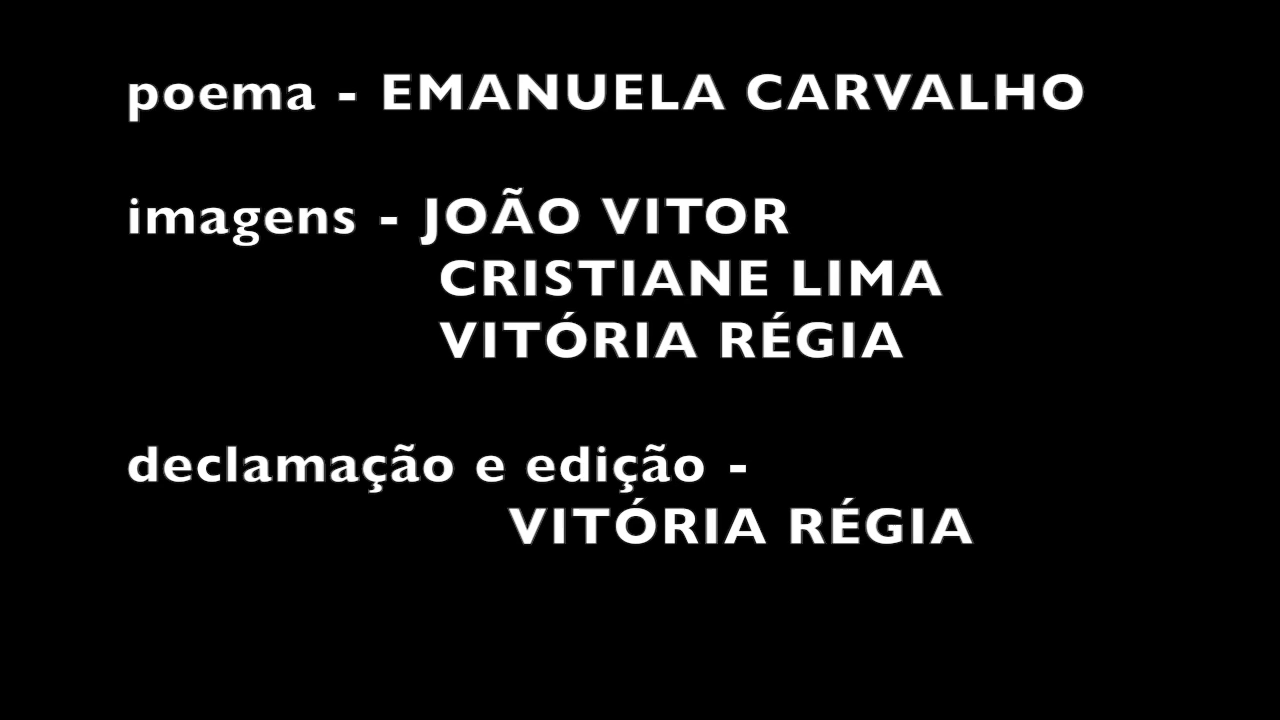 poema - EMANUELA CARVALHO
imagens - JOÃO VITOR
CRISTIANE LIMA
VITÓRIA RÉGIA
declamação e edição -
VITÓRIA RÉGIA